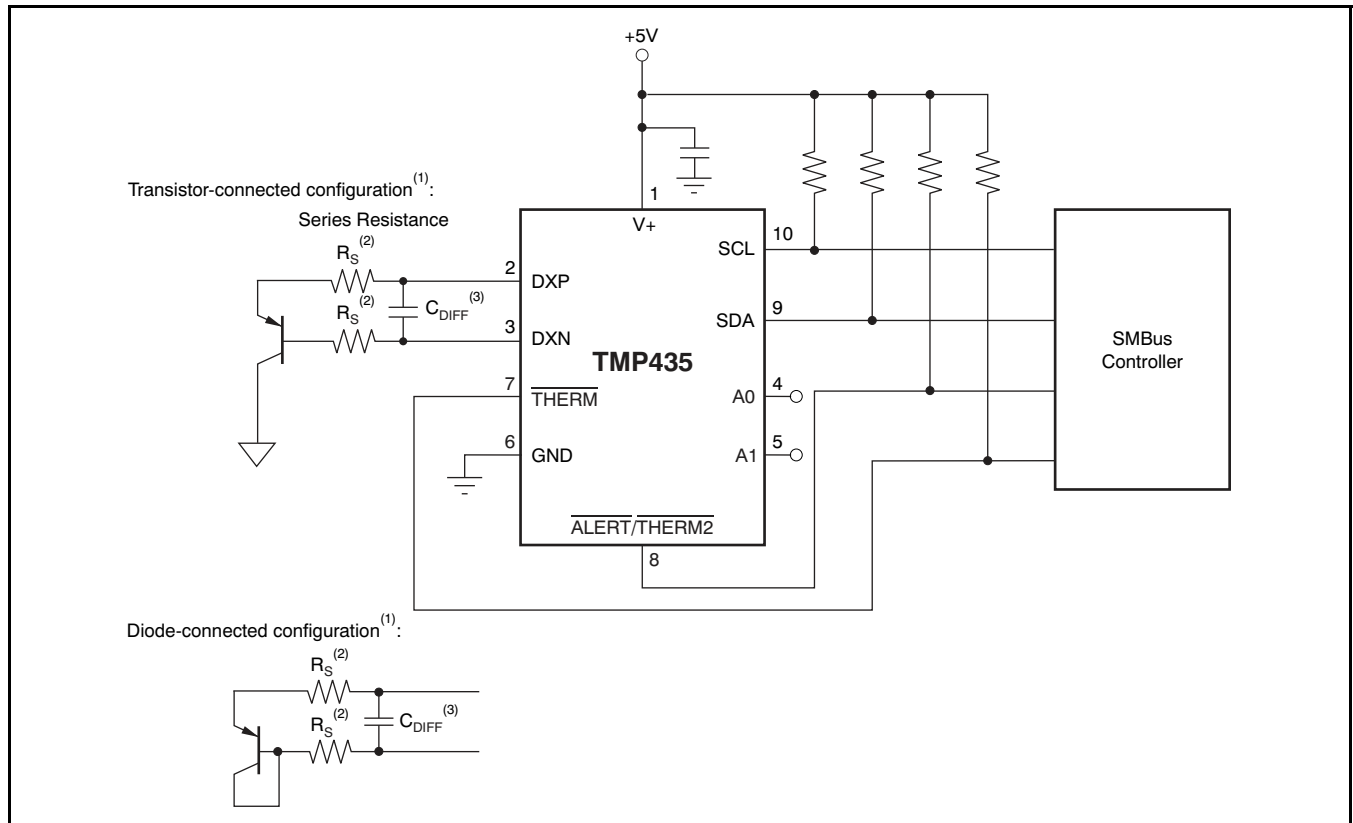 +5V
Transistor-connected configuration(1):
Series Resistance
RS(2)
RS(2)
CDIFF(3)
1
V+
2
DXP
3
DXN
7
THERM
6
GND
TMP435
10
SCL
9
SDA
4
A0
5
A1
ALERT/THERM2
8
SMBus
Controller
Diode-connected configuration(1):
RS(2)
RS(2)
CDIFF(3)